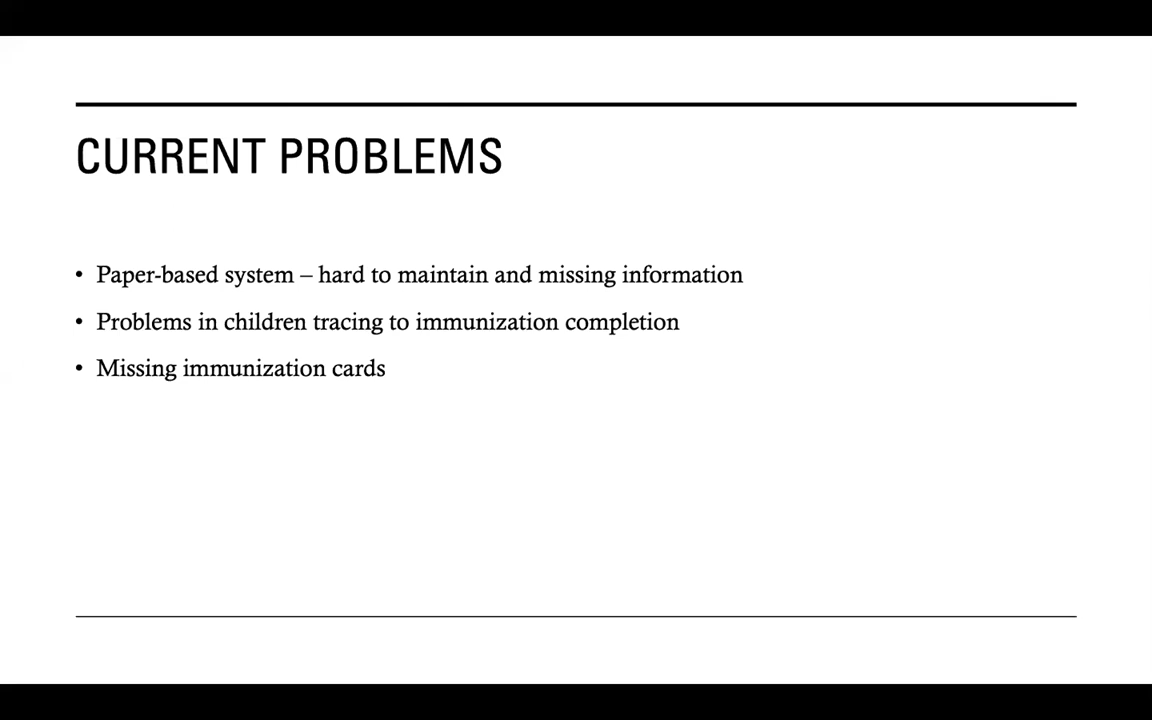 CURRENT PROBLEMS
• Paper-based system – hard to maintain and missing information
• Problems in children tracing to immunization completion
• Missing immunization cards